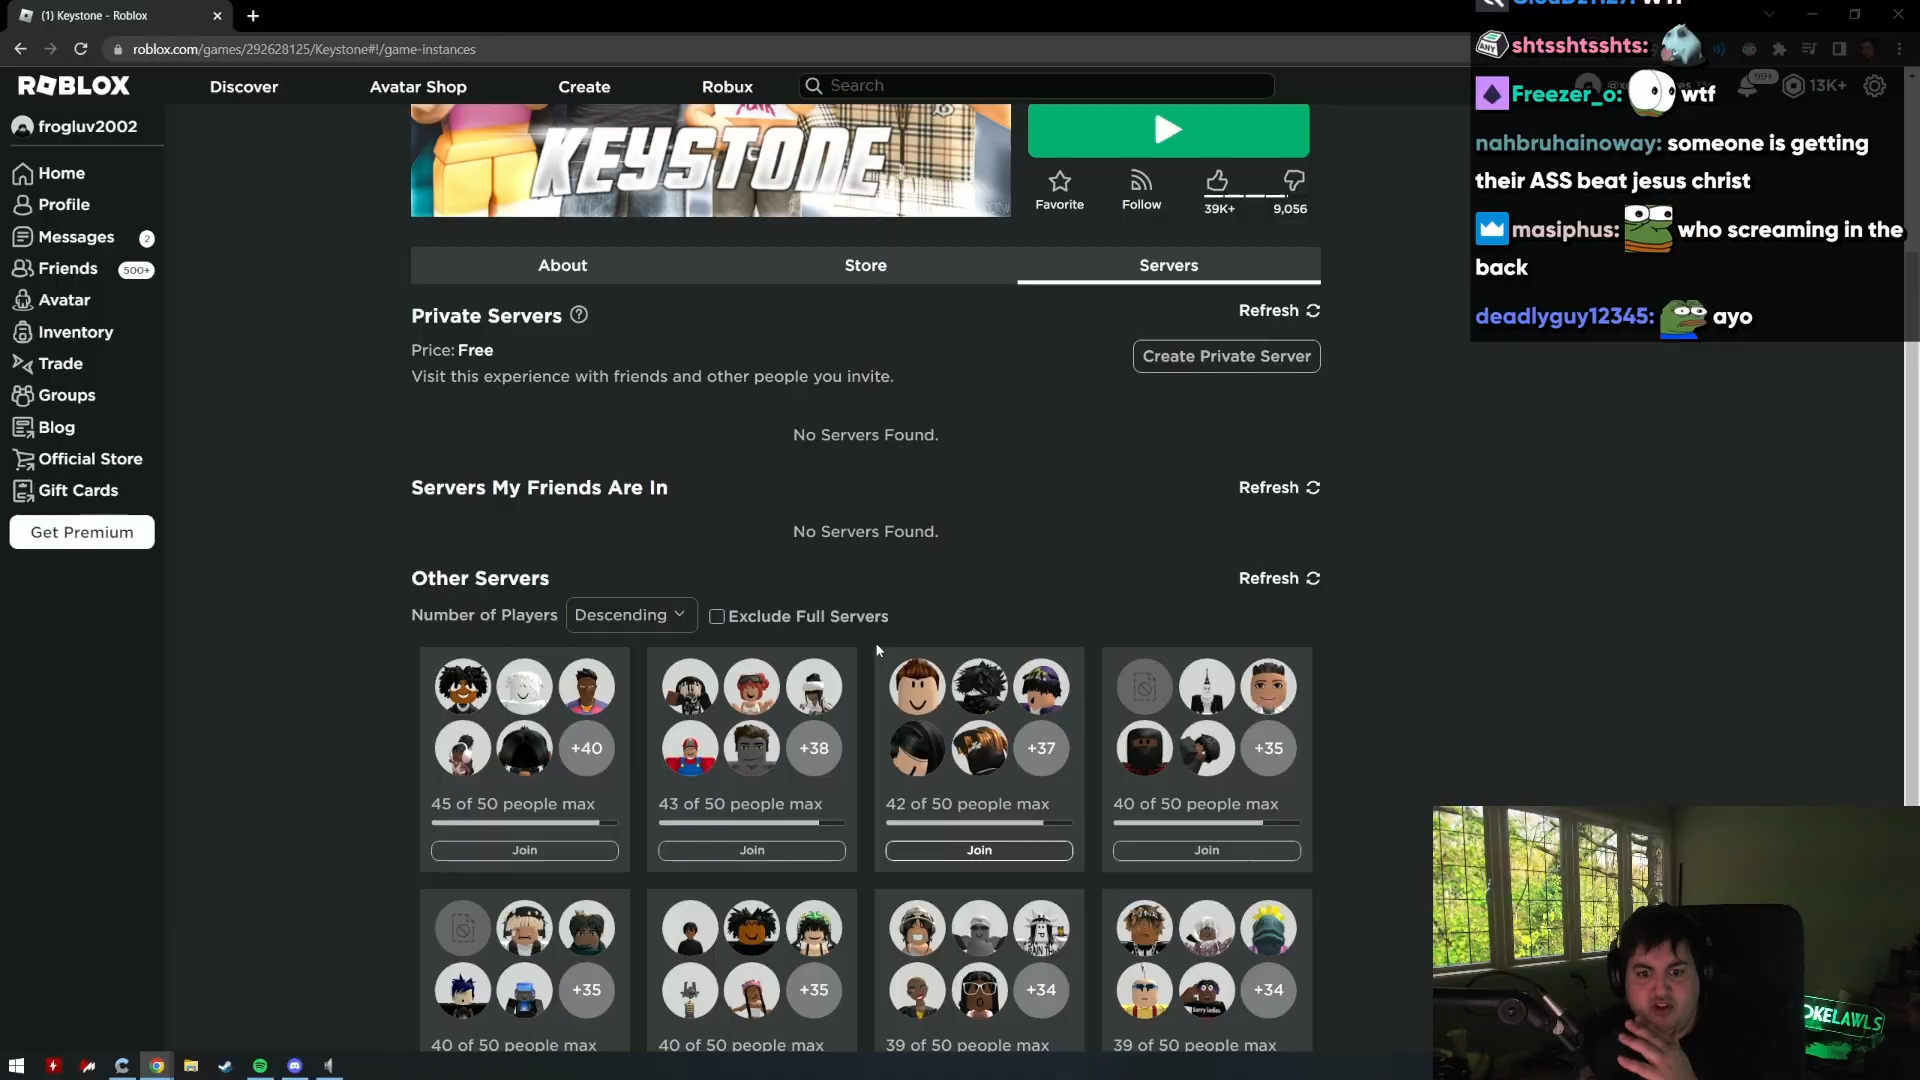 (1) Keystone - Roblox
roblox.com/games/292628125/Keystone#!/game-instances
ROBLOX
Discover
Avatar Shop
Create
Robux
Search
99+
13K+
frogluv2002
Home
Profile
Messages
2
Friends
500+
Avatar
Inventory
Trade
Groups
Blog
Official Store
Gift Cards
Get Premium
KEYSTONE
Favorite
Follow
39K+
9,056
About
Store
Servers
Private Servers
Refresh
Price: Free
Create Private Server
Visit this experience with friends and other people you invite.
No Servers Found.
Servers My Friends Are In
Refresh
No Servers Found.
Other Servers
Refresh
Number of Players
Descending
Exclude Full Servers
+40
+38
+37
+35
45 of 50 people max
43 of 50 people max
42 of 50 people max
40 of 50 people max
Join
Join
Join
Join
+35
+35
+34
+34
40 of 50 people max
40 of 50 people max
39 of 50 people max
39 of 50 people max
shtsshtsshts:
Freezer_o: wtf
nahbruhainoway: someone is getting
their ASS beat jesus christ
masiphus: who screaming in the
back
deadlyguy12345: ayo
OKELAWLS